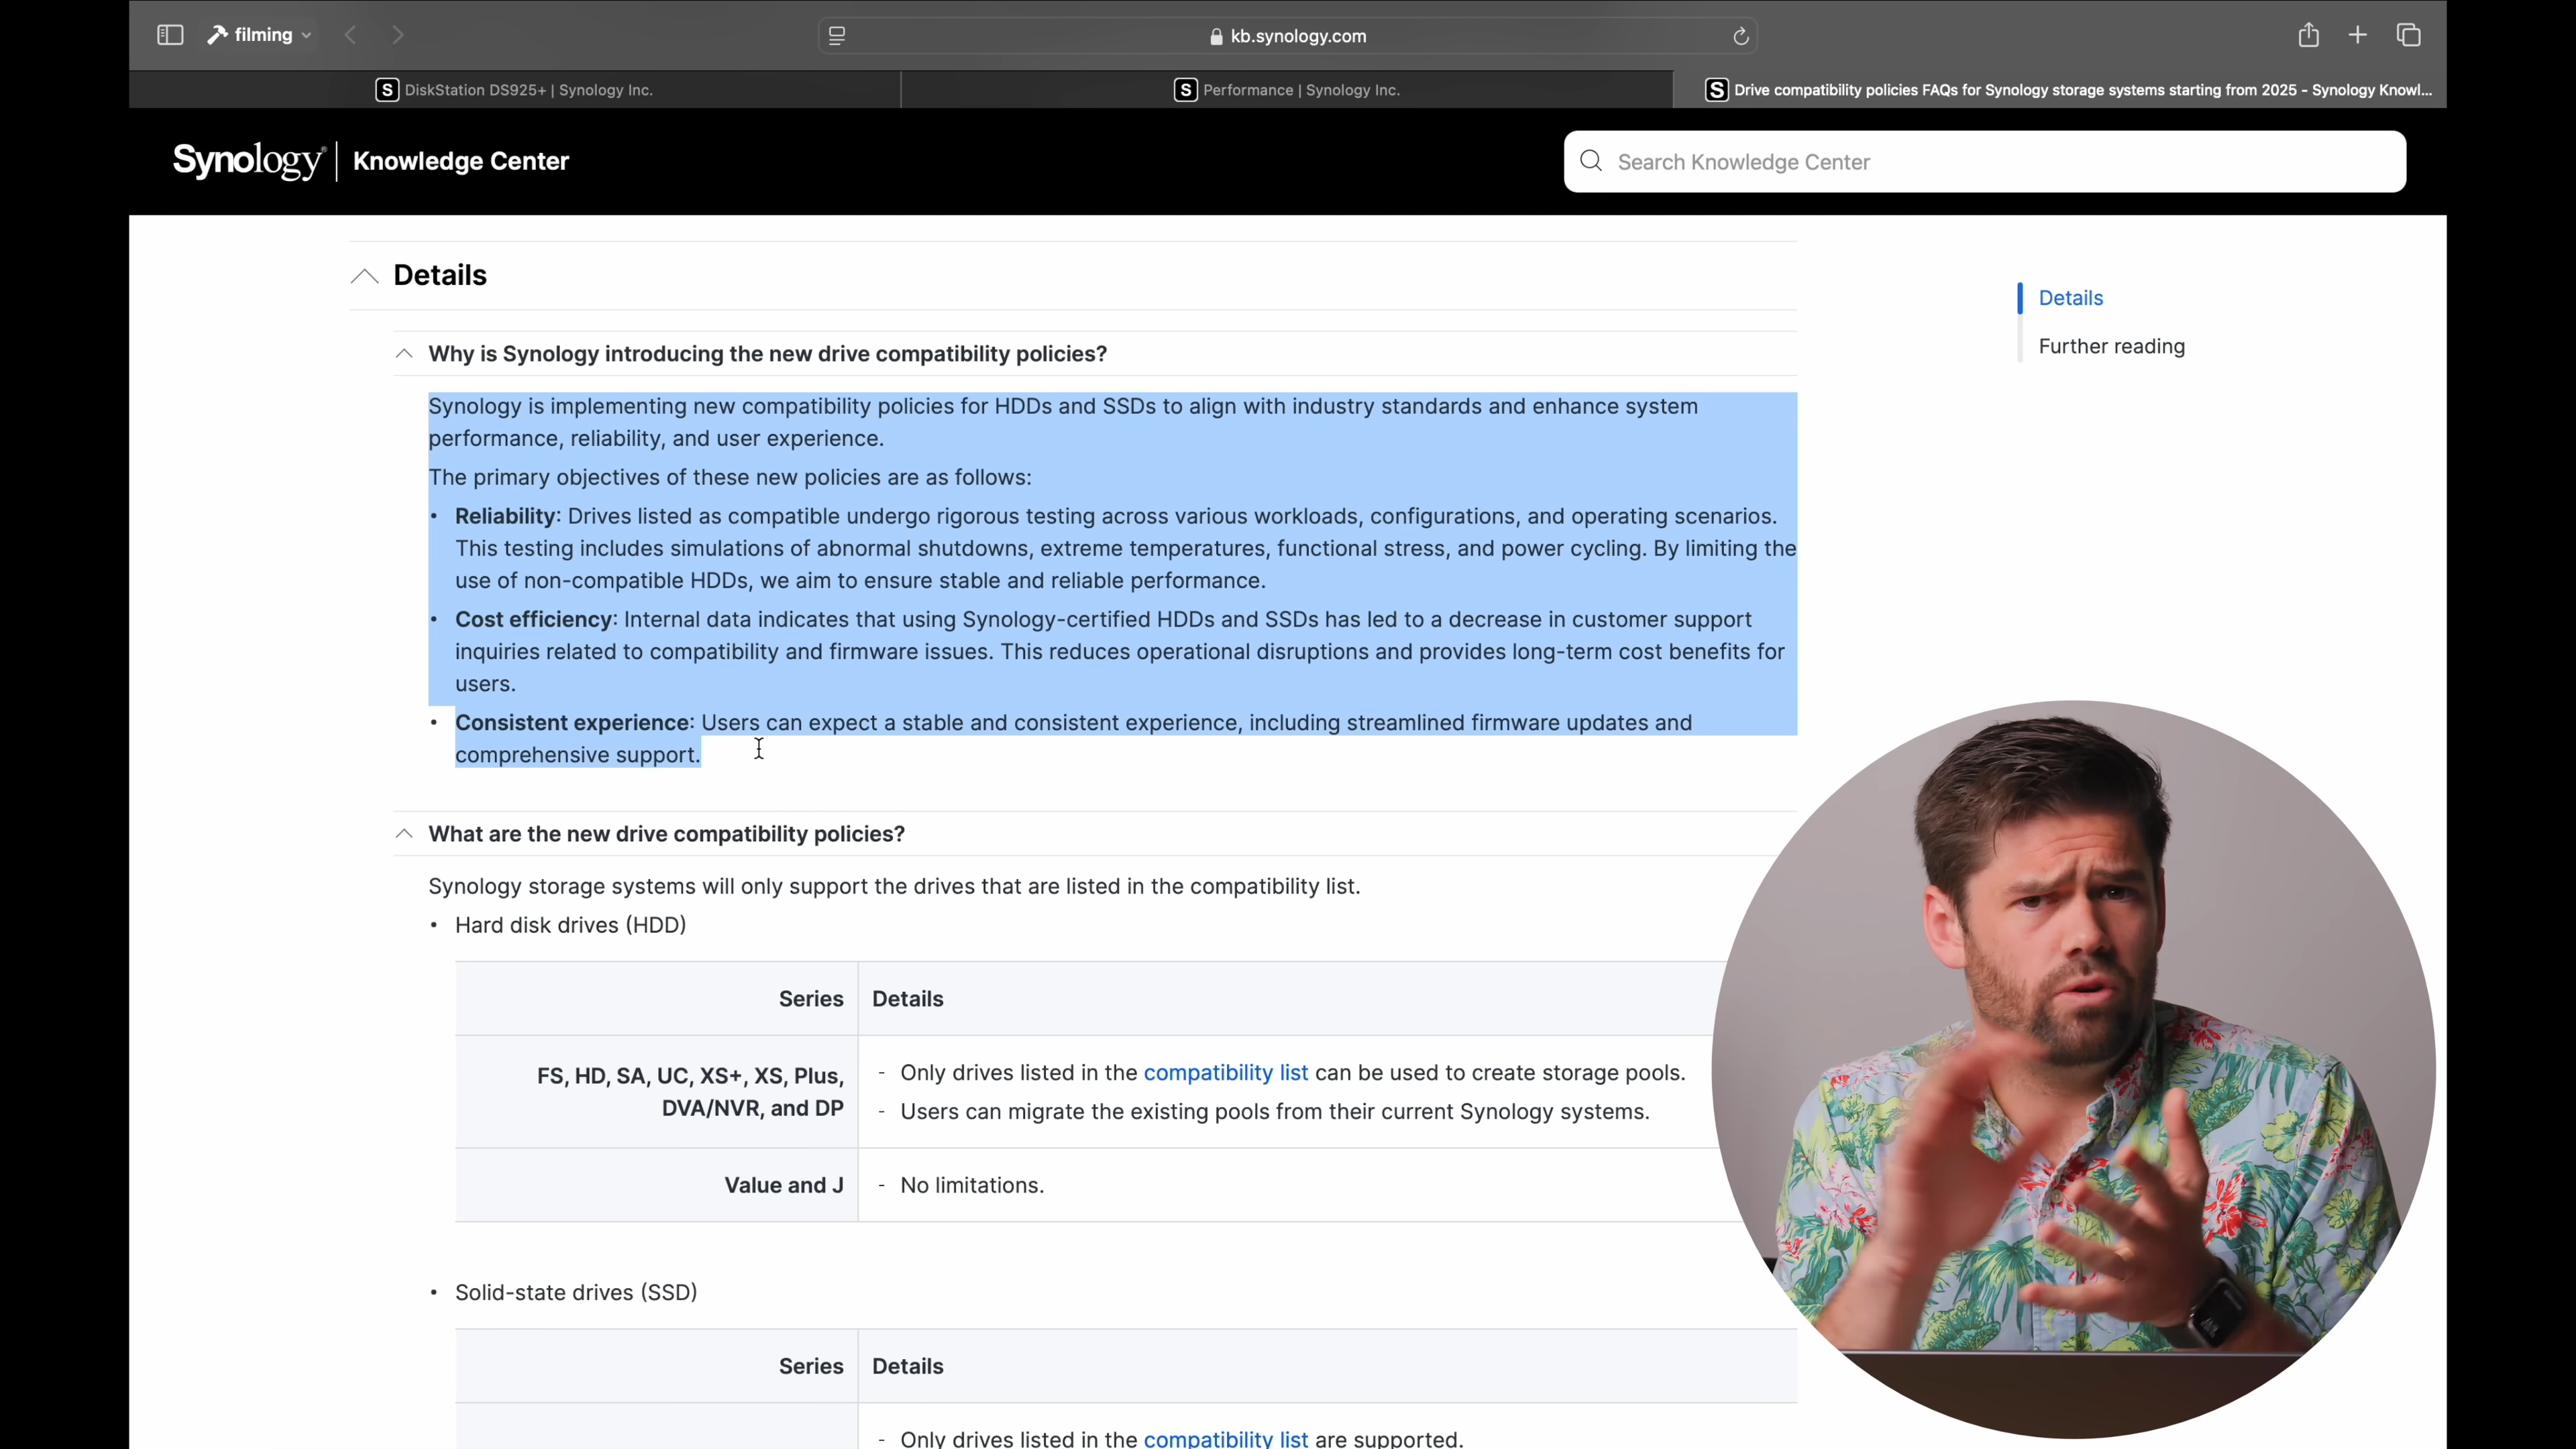 filming
kb.synology.com
S DiskStation DS925+ | Synology Inc.
S Performance | Synology Inc.
S Drive compatibility policies FAQs for Synology storage systems starting from 2025 - Synology Knowl...
Synology® | Knowledge Center
Search Knowledge Center
Details
Details
Further reading
Why is Synology introducing the new drive compatibility policies?
Synology is implementing new compatibility policies for HDDs and SSDs to align with industry standards and enhance system
performance, reliability, and user experience.
The primary objectives of these new policies are as follows:
• Reliability: Drives listed as compatible undergo rigorous testing across various workloads, configurations, and operating scenarios.
This testing includes simulations of abnormal shutdowns, extreme temperatures, functional stress, and power cycling. By limiting the
use of non-compatible HDDs, we aim to ensure stable and reliable performance.
• Cost efficiency: Internal data indicates that using Synology-certified HDDs and SSDs has led to a decrease in customer support
inquiries related to compatibility and firmware issues. This reduces operational disruptions and provides long-term cost benefits for
users.
• Consistent experience: Users can expect a stable and consistent experience, including streamlined firmware updates and
comprehensive support.
What are the new drive compatibility policies?
Synology storage systems will only support the drives that are listed in the compatibility list.
• Hard disk drives (HDD)
Series Details
FS, HD, SA, UC, XS+, XS, Plus,
DVA/NVR, and DP
- Only drives listed in the compatibility list can be used to create storage pools.
- Users can migrate the existing pools from their current Synology systems.
Value and J - No limitations.
• Solid-state drives (SSD)
Series Details
- Only drives listed in the compatibility list are supported.